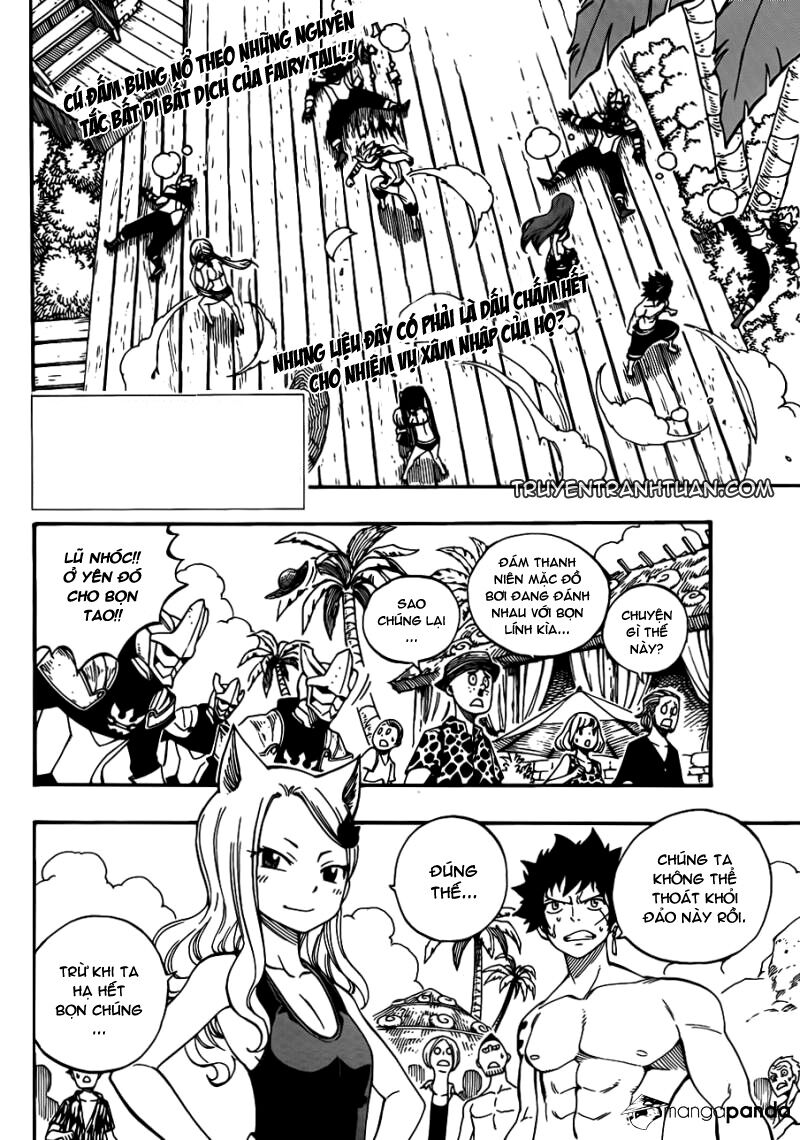 CÚ ĐẤM BÙNG NỔ THEO NHỮNG NGUYÊN
TẮC BẤT DI BẤT DỊCH CỦA FAIRY TAIL!!
NHƯNG LIỆU ĐÂY CÓ PHẢI LÀ DẤU CHẤM HẾT
CHO NHIỆM VỤ XÂM NHẬP CỦA HỌ?
TRUYENTRANHTUAN.COM
LŨ NHÓC!!
Ở YÊN ĐÓ
CHO BỌN
TAO!!
SAO
CHÚNG LẠI
...
ĐÁM THANH
NIÊN MẶC ĐỒ
BƠI ĐANG ĐÁNH
NHAU VỚI BỌN
LÍNH KÌA...
CHUYỆN
GÌ THẾ
NÀY?
TRỪ KHI TA
HẠ HẾT
BỌN CHÚNG
...
ĐÚNG
THẾ...
CHÚNG TA
KHÔNG THỂ
THOÁT KHỎI
ĐẢO NÀY RỒI.
mangapanda